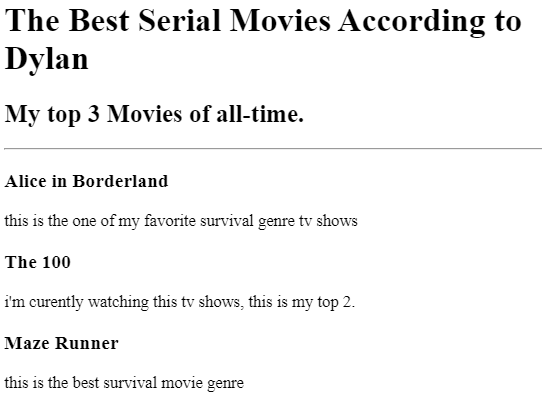 The Best Serial Movies According to
Dylan
My top 3 Movies of all-time.
Alice in Borderland
this is the one of my favorite survival genre tv shows
The 100
i'm curently watching this tv shows, this is my top 2.
Maze Runner
this is the best survival movie genre